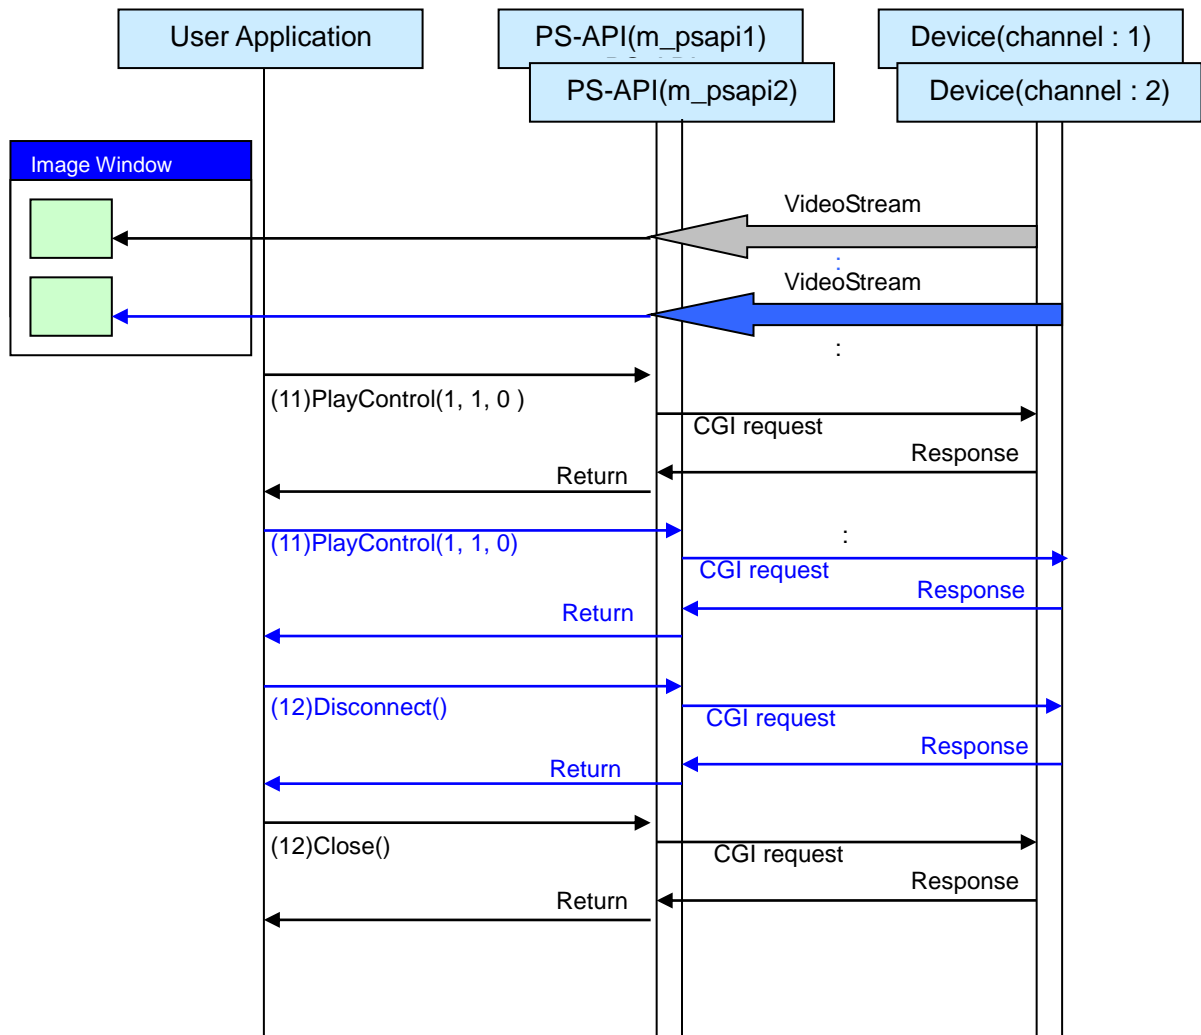 User Application
PS-API(m_psapi1)
Device(channel : 1)
PS-API(m_psapi2)
Device(channel : 2)
Image Window
VideoStream
:
VideoStream
:
(11)PlayControl(1, 1, 0 )
CGI request
Response
Return
(11)PlayControl(1, 1, 0)
:
CGI request
Response
Return
(12)Disconnect()
CGI request
Response
Return
(12)Close()
CGI request
Response
Return